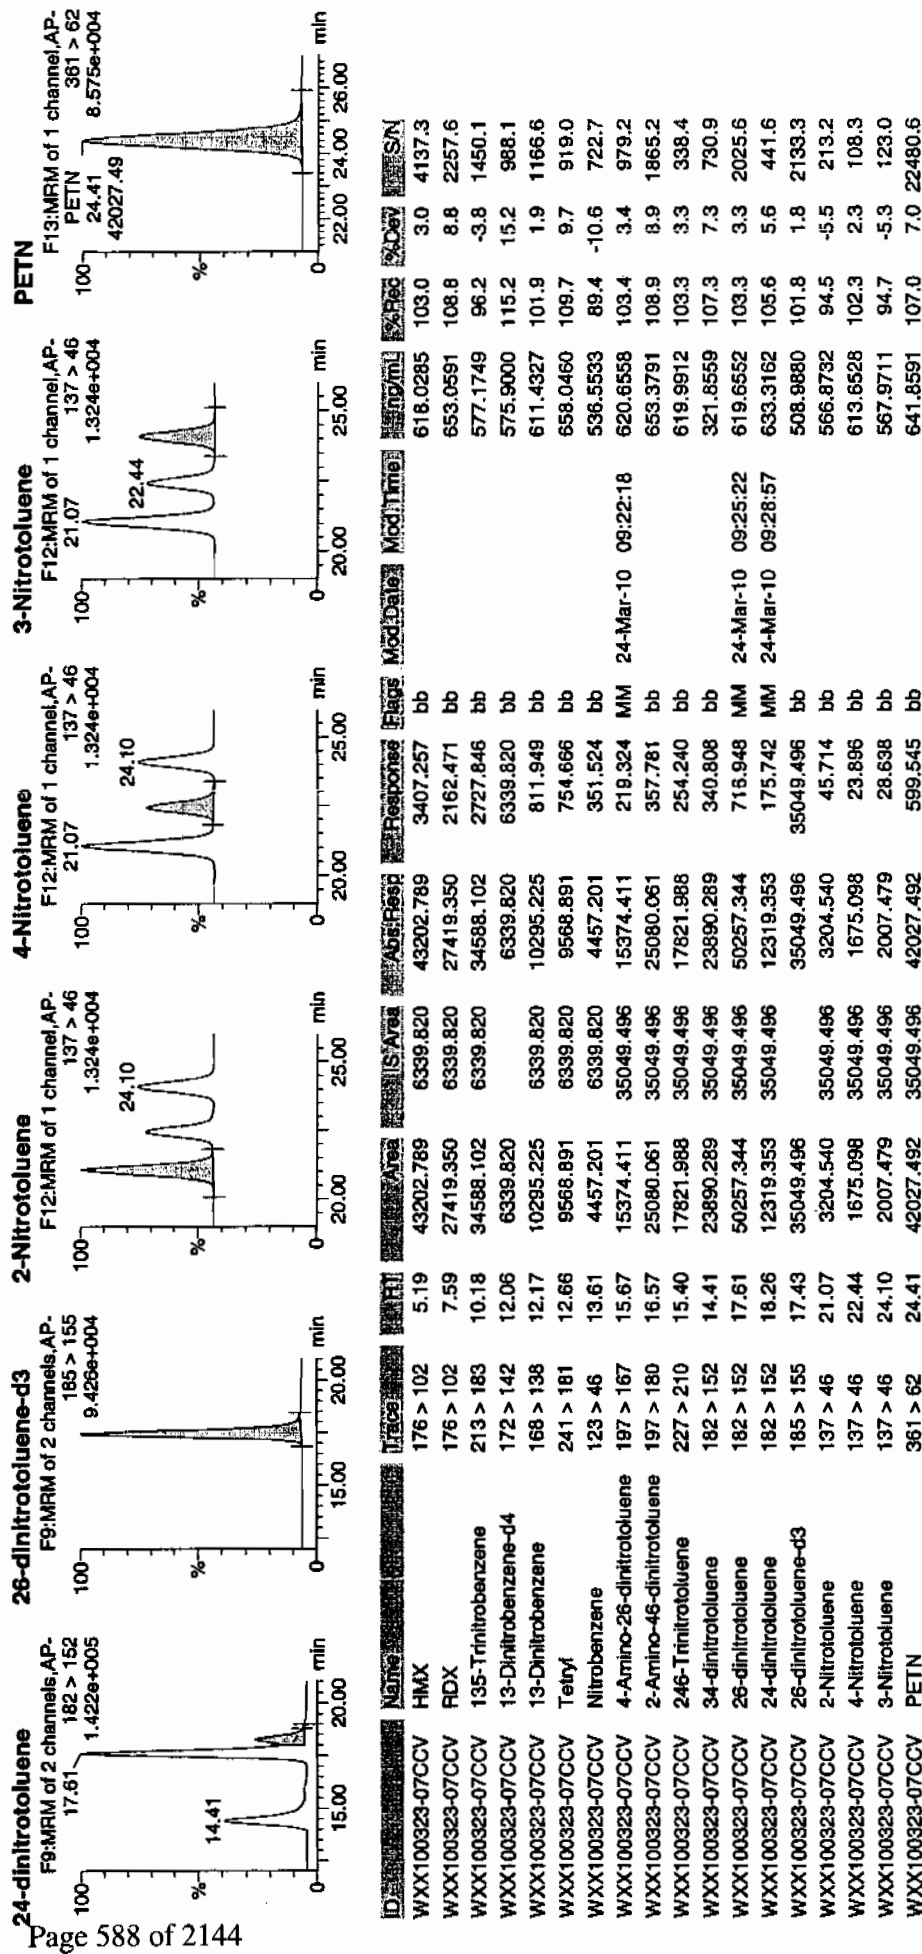 24-dinitrotoluene
F9:MRM of 2 channels,AP-
182 > 152
1.422e+005
17.61
14.41
100
%
0
15.00 20.00 min
26-dinitrotoluene-d3
F9:MRM of 2 channels,AP-
185 > 155
9.426e+004
100
%
0
15.00 20.00 min
2-Nitrotoluene
F12:MRM of 1 channel,AP-
137 > 46
1.324e+004
24.10
100
%
0
20.00 25.00 min
4-Nitrotoluene
F12:MRM of 1 channel,AP-
21.07 137 > 46
1.324e+004
24.10
100
%
0
20.00 25.00 min
3-Nitrotoluene
F12:MRM of 1 channel,AP-
21.07 137 > 46
1.324e+004
22.44
100
%
0
20.00 25.00 min
PETN
F13:MRM of 1 channel,AP-
PETN 361 > 62
24.41 8.575e+004
42027.49
100
%
0
22.00 24.00 26.00 min
ID Name Trace RT Area IS Area Abs.Resp Response Flags Mod.Date Mod.Time ng/mL %Rec %Dev S/N
WXX100323-07CCV HMX 176 > 102 5.19 43202.789 6339.820 43202.789 3407.257 bb 618.0285 103.0 3.0 4137.3
WXX100323-07CCV RDX 176 > 102 7.59 27419.350 6339.820 27419.350 2162.471 bb 653.0591 108.8 8.8 2257.6
WXX100323-07CCV 135-Trinitrobenzene 213 > 183 10.18 34588.102 6339.820 34588.102 2727.846 bb 577.1749 96.2 -3.8 1450.1
WXX100323-07CCV 13-Dinitrobenzene-d4 172 > 142 12.06 6339.820 6339.820 6339.820 bb 575.9000 115.2 15.2 988.1
WXX100323-07CCV 13-Dinitrobenzene 168 > 138 12.17 10295.225 6339.820 10295.225 811.949 bb 611.4327 101.9 1.9 1166.6
WXX100323-07CCV Tetryl 241 > 181 12.66 9568.891 6339.820 9568.891 754.666 bb 658.0460 109.7 9.7 919.0
WXX100323-07CCV Nitrobenzene 123 > 46 13.61 4457.201 6339.820 4457.201 351.524 bb 536.5533 89.4 -10.6 722.7
WXX100323-07CCV 4-Amino-26-dinitrotoluene 197 > 167 15.67 15374.411 35049.496 15374.411 219.324 MM 24-Mar-10 09:22:18 620.6558 103.4 3.4 979.2
WXX100323-07CCV 2-Amino-46-dinitrotoluene 197 > 180 16.57 25080.061 35049.496 25080.061 357.781 bb 653.3791 108.9 8.9 1865.2
WXX100323-07CCV 246-Trinitrotoluene 227 > 210 15.40 17821.988 35049.496 17821.988 254.240 bb 619.9912 103.3 3.3 338.4
WXX100323-07CCV 34-dinitrotoluene 182 > 152 14.41 23890.289 35049.496 23890.289 340.808 bb 321.8559 107.3 7.3 730.9
WXX100323-07CCV 26-dinitrotoluene 182 > 152 17.61 50257.344 35049.496 50257.344 716.948 MM 24-Mar-10 09:25:22 619.6552 103.3 3.3 2025.6
WXX100323-07CCV 24-dinitrotoluene 182 > 152 18.26 12319.353 35049.496 12319.353 175.742 MM 24-Mar-10 09:28:57 633.3162 105.6 5.6 441.6
WXX100323-07CCV 26-dinitrotoluene-d3 185 > 155 17.43 35049.496 35049.496 35049.496 bb 508.9880 101.8 1.8 2133.3
WXX100323-07CCV 2-Nitrotoluene 137 > 46 21.07 3204.540 35049.496 3204.540 45.714 bb 566.8732 94.5 -5.5 213.2
WXX100323-07CCV 4-Nitrotoluene 137 > 46 22.44 1675.098 35049.496 1675.098 23.896 bb 613.6528 102.3 2.3 108.3
WXX100323-07CCV 3-Nitrotoluene 137 > 46 24.10 2007.479 35049.496 2007.479 28.638 bb 567.9711 94.7 -5.3 123.0
WXX100323-07CCV PETN 361 > 62 24.41 42027.492 35049.496 42027.492 599.545 bb 641.8591 107.0 7.0 22480.6
Page 588 of 2144